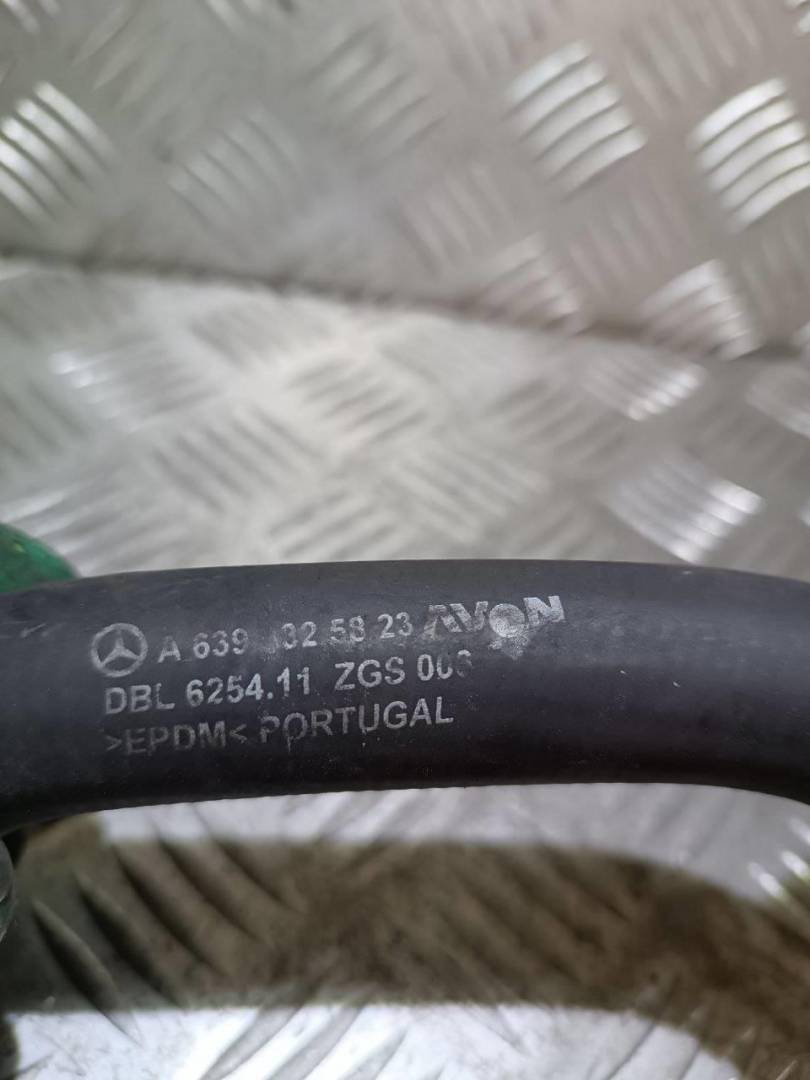 A 639 32 58 23 AVON
DBL 6254.11 ZGS
>EPDM< PORTUGAL